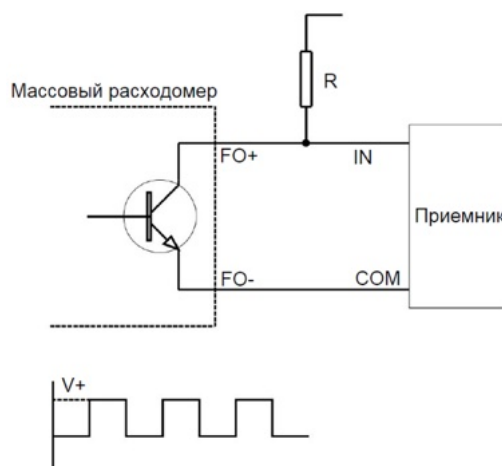 R
Массовый расходомер
FO+
IN
Приемник
FO-
COM
V+